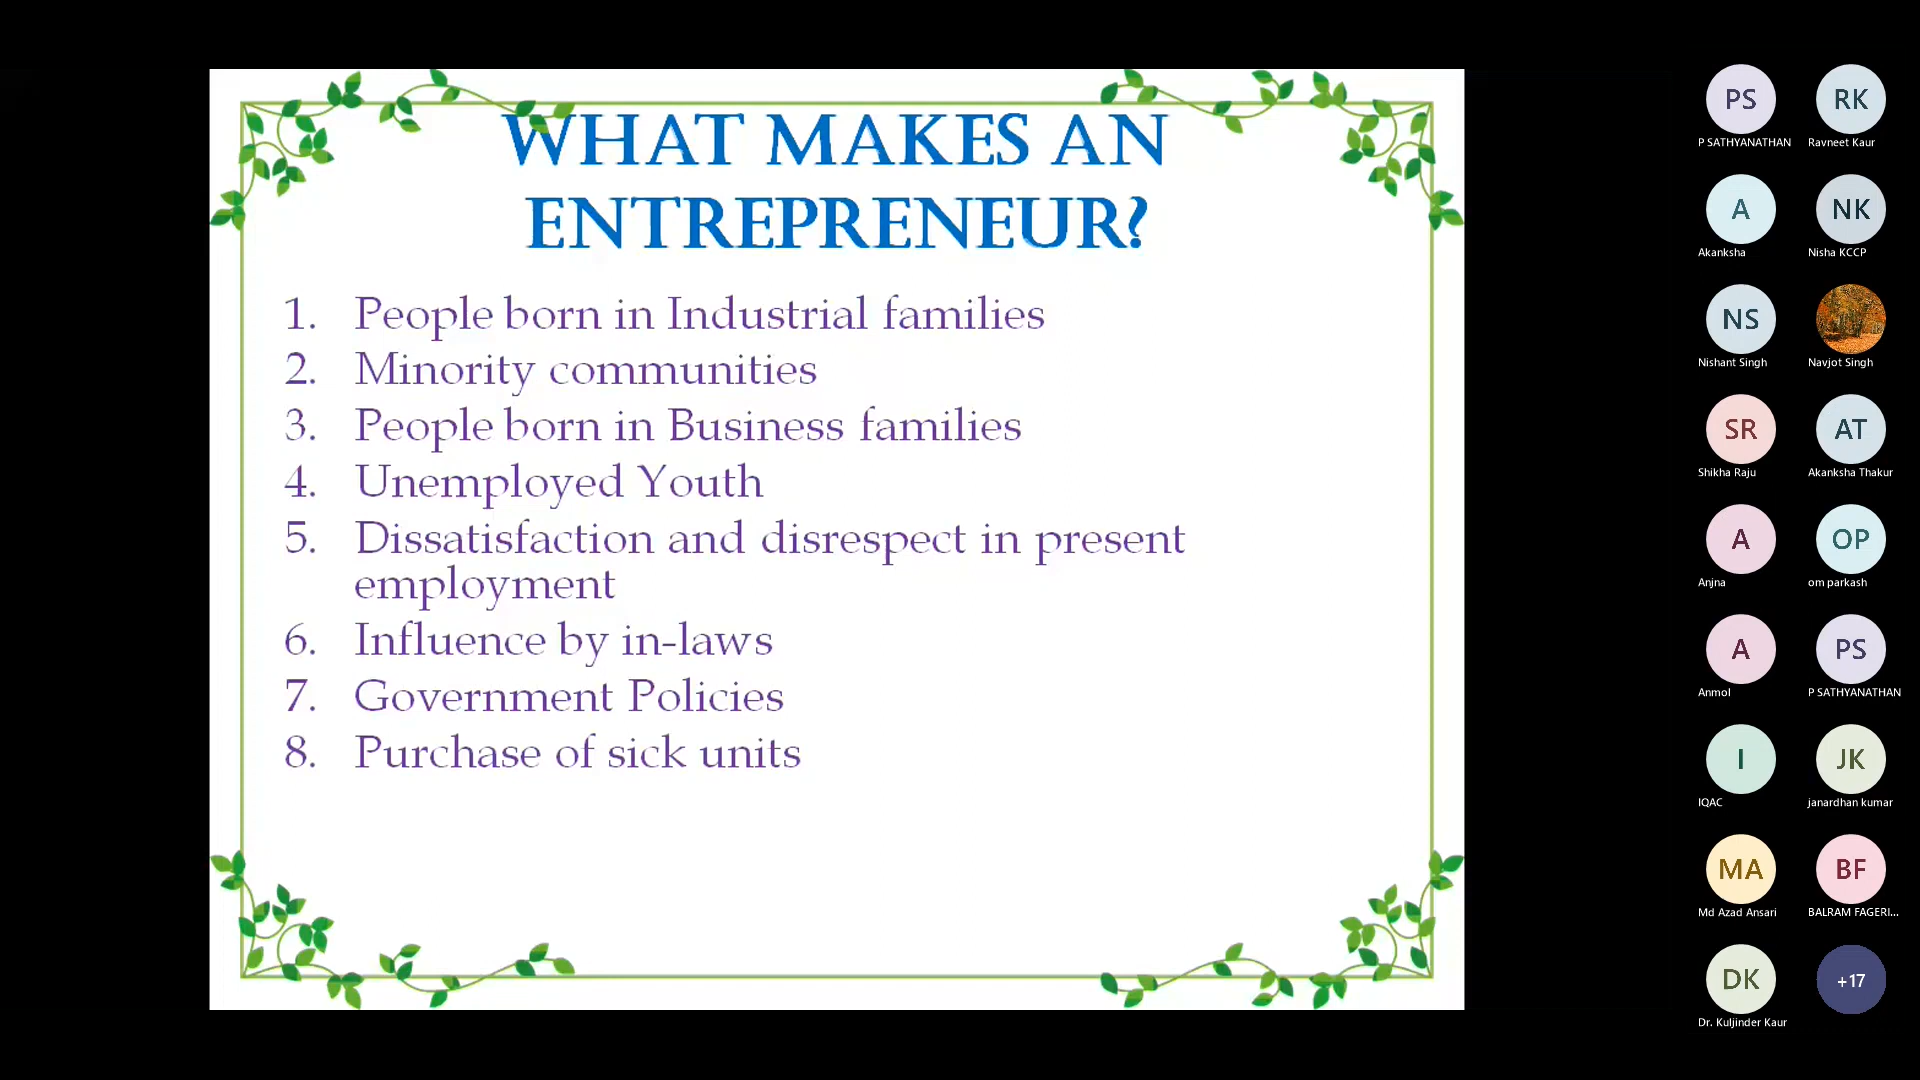 WHAT MAKES AN
ENTREPRENEUR?
1. People born in Industrial families
2. Minority communities
3. People born in Business families
4. Unemployed Youth
5. Dissatisfaction and disrespect in present
employment
6. Influence by in-laws
7. Government Policies
8. Purchase of sick units
PS RK
P SATHYANATHAN Ravneet Kaur
A NK
Akanksha Nisha KCCP
NS
Nishant Singh Navjot Singh
SR AT
Shikha Raju Akanksha Thakur
A OP
Anjna om parkash
A PS
Anmol P SATHYANATHAN
I JK
IQAC janardhan kumar
MA BF
Md Azad Ansari BALRAM FAGERI...
DK +17
Dr. Kuljinder Kaur